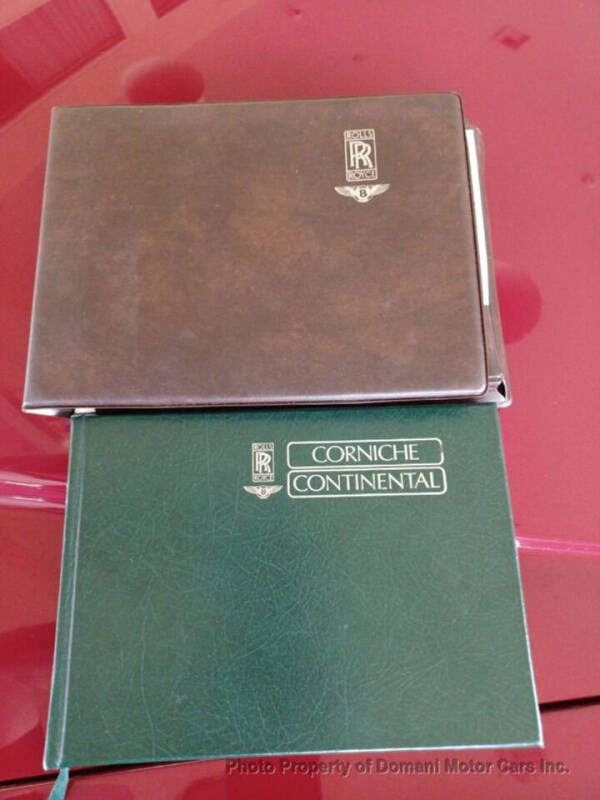 ROLLS
RR
ROYCE
B
ROLLS
RR
ROYCE
B
CORNICHE
CONTINENTAL
Photo Property of Domani Motor Cars Inc.